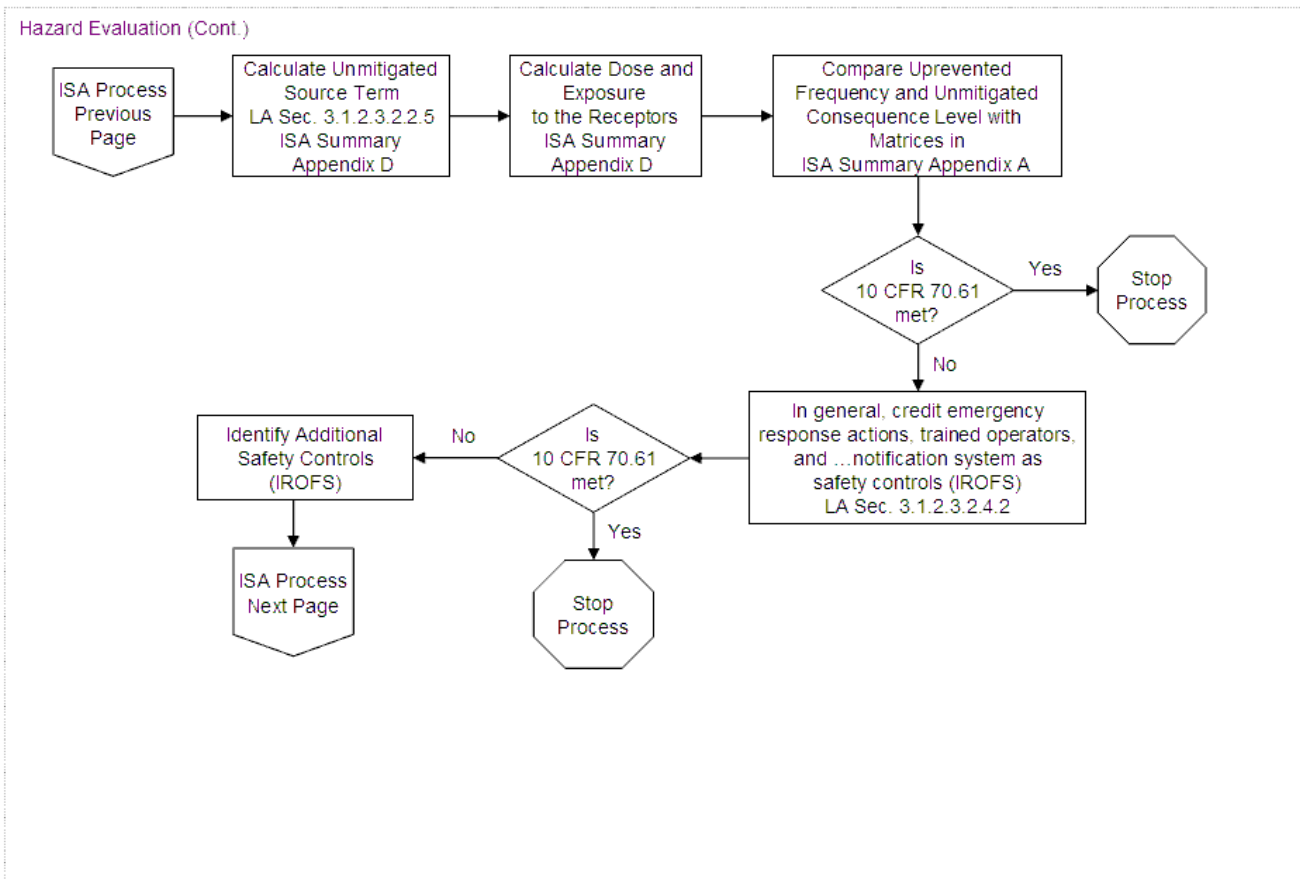 Hazard Evaluation (Cont.)
ISA Process
Previous
Page
Calculate Unmitigated
Source Term
LA Sec. 3.1.2.3.2.2.5
ISA Summary
Appendix D
Calculate Dose and
Exposure
to the Receptors
ISA Summary
Appendix D
Compare Uprevented
Frequency and Unmitigated
Consequence Level with
Matrices in
ISA Summary Appendix A
Is
10 CFR 70.61
met?
Yes
Stop
Process
No
In general, credit emergency
response actions, trained operators,
and ...notification system as
safety controls (IROFS)
LA Sec. 3.1.2.3.2.4.2
Is
10 CFR 70.61
met?
No
Identify Additional
Safety Controls
(IROFS)
Yes
Stop
Process
ISA Process
Next Page